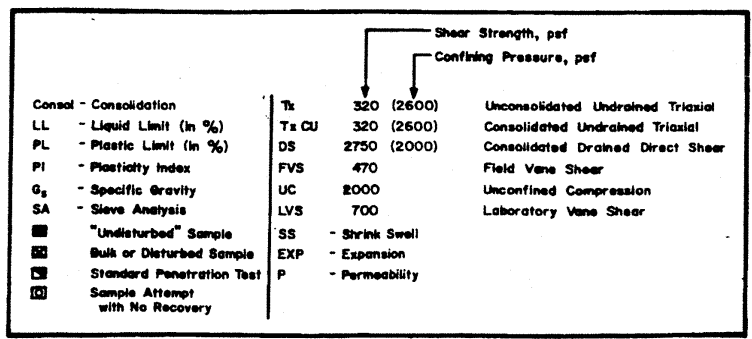 Shear Strength, psf
Confining Pressure, psf
Consol - Consolidation
LL - Liquid Limit (in %)
PL - Plastic Limit (in %)
PI - Plasticity Index
Gs - Specific Gravity
SA - Sieve Analysis
"Undisturbed" Sample
Bulk or Disturbed Sample
Standard Penetration Test
Sample Attempt
with No Recovery
Tx 320 (2600) Unconsolidated Undrained Triaxial
Tx CU 320 (2600) Consolidated Undrained Triaxial
DS 2750 (2000) Consolidated Drained Direct Shear
FVS 470 Field Vane Shear
UC 2000 Unconfined Compression
LVS 700 Laboratory Vane Shear
SS - Shrink Swell
EXP - Expansion
P - Permeability